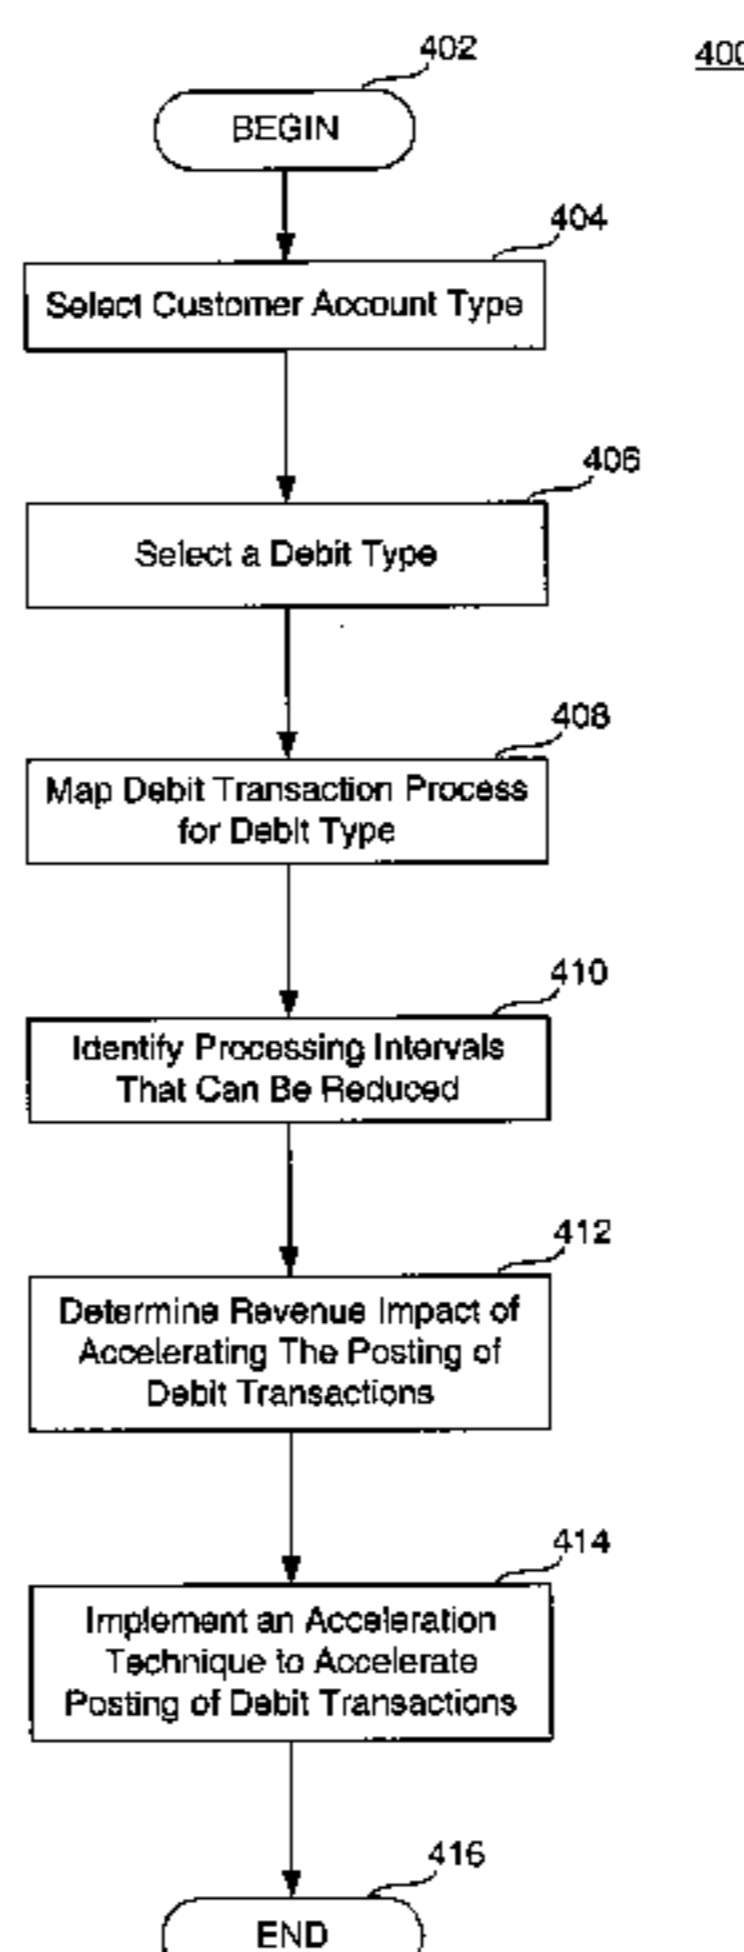 402
400
BEGIN
404
Select Customer Account Type
406
Select a Debit Type
408
Map Debit Transaction Process
for Debit Type
410
Identify Processing Intervals
That Can Be Reduced
412
Determine Revenue Impact of
Accelerating The Posting of
Debit Transactions
414
Implement an Acceleration
Technique to Accelerate
Posting of Debit Transactions
416
END